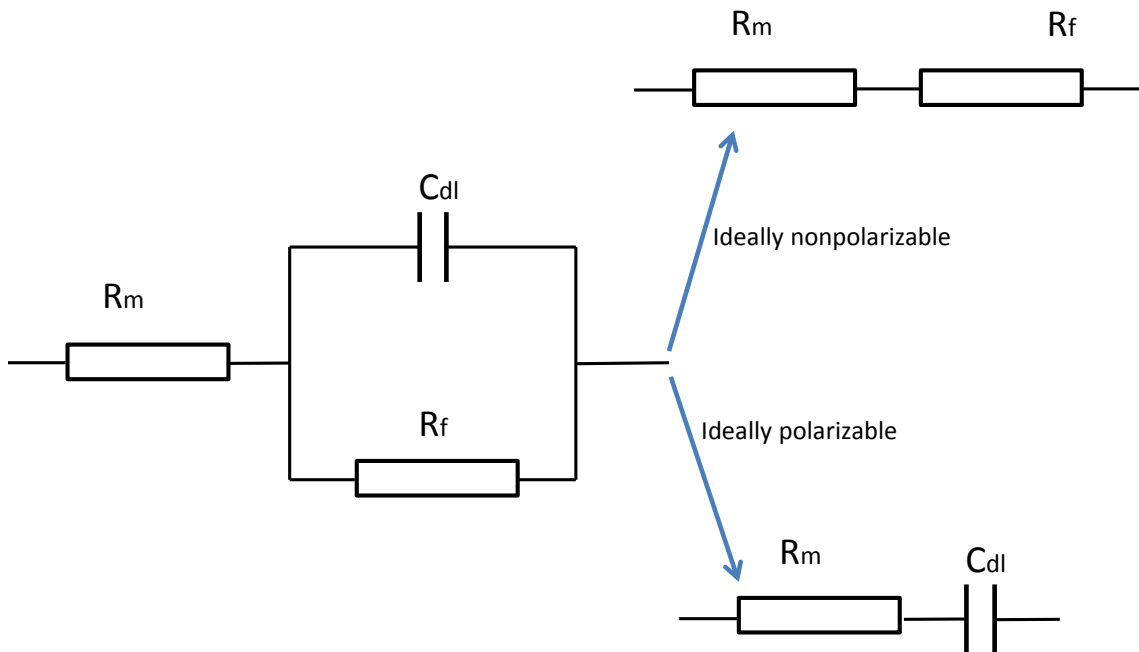 Rm
Rf
Cdl
Ideally nonpolarizable
Rm
Rf
Ideally polarizable
Rm
Cdl